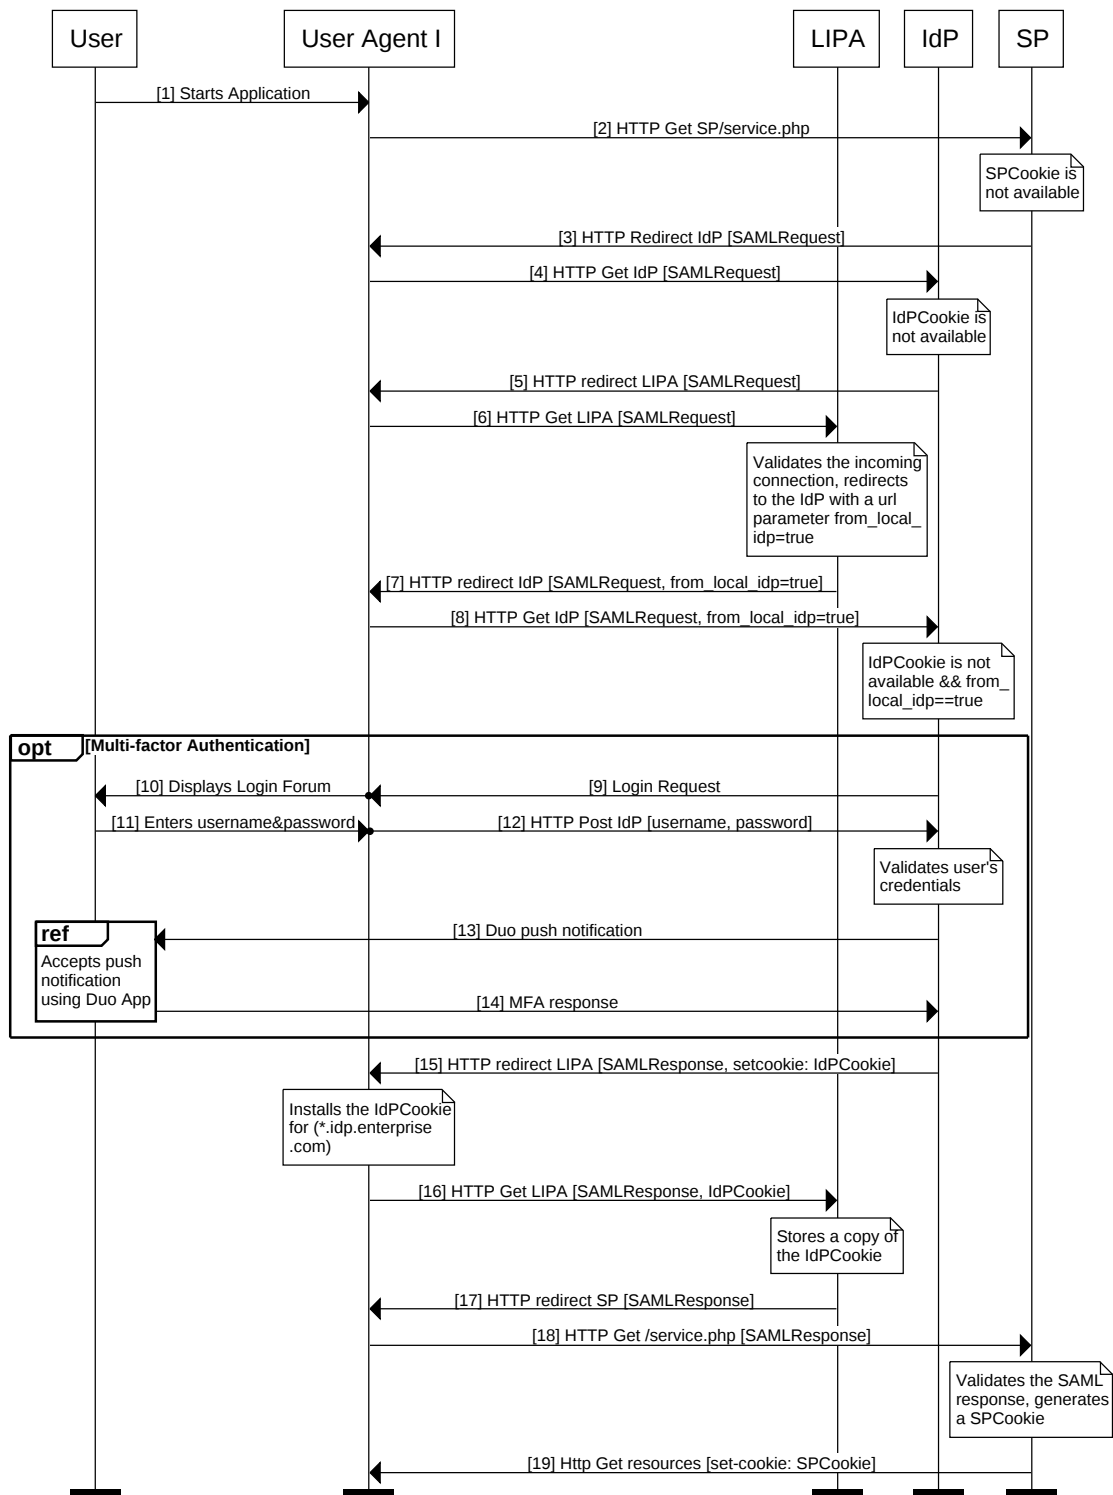 User
User Agent I
LIPA
IdP
SP
[1] Starts Application
[2] HTTP Get SP/service.php
SPCookie is
not available
[3] HTTP Redirect IdP [SAMLRequest]
[4] HTTP Get IdP [SAMLRequest]
IdPCookie is
not available
[5] HTTP redirect LIPA [SAMLRequest]
[6] HTTP Get LIPA [SAMLRequest]
Validates the incoming
connection, redirects
to the IdP with a url
parameter from_local_
idp=true
[7] HTTP redirect IdP [SAMLRequest, from_local_idp=true]
[8] HTTP Get IdP [SAMLRequest, from_local_idp=true]
IdPCookie is not
available && from_
local_idp==true
opt
[Multi-factor Authentication]
[10] Displays Login Forum
[9] Login Request
[11] Enters username&password
[12] HTTP Post IdP [username, password]
Validates user's
credentials
ref
[13] Duo push notification
Accepts push
notification
using Duo App
[14] MFA response
[15] HTTP redirect LIPA [SAMLResponse, setcookie: IdPCookie]
Installs the IdPCookie
for (*.idp.enterprise
.com)
[16] HTTP Get LIPA [SAMLResponse, IdPCookie]
Stores a copy of
the IdPCookie
[17] HTTP redirect SP [SAMLResponse]
[18] HTTP Get /service.php [SAMLResponse]
Validates the SAML
response, generates
a SPCookie
[19] Http Get resources [set-cookie: SPCookie]